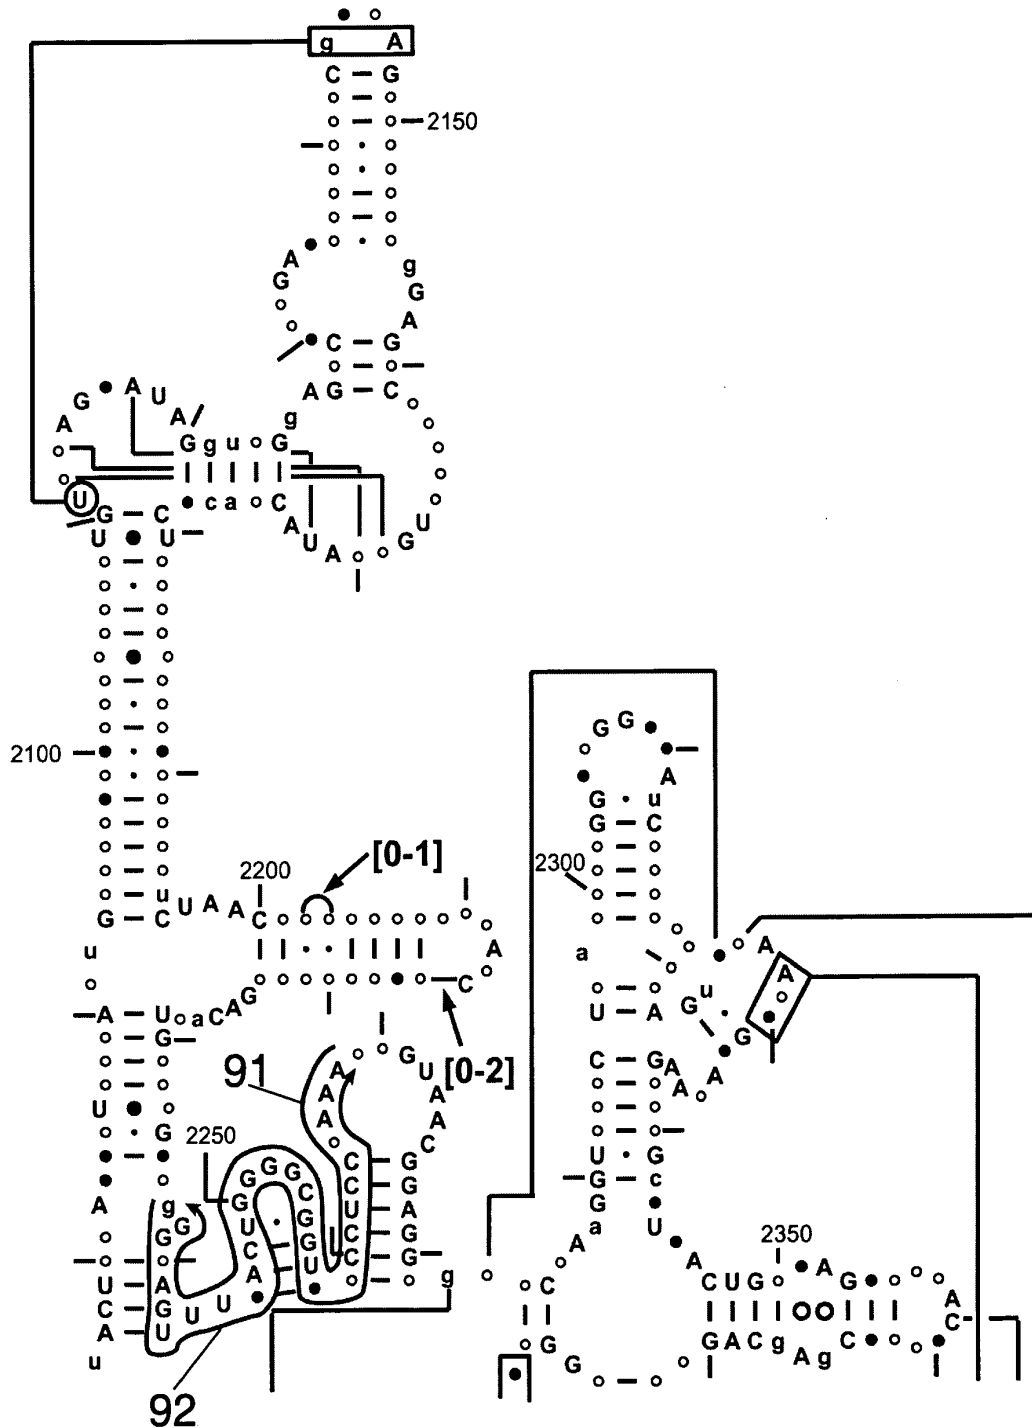 g A
C G
2150
A
G
g
G
A
C G
A G C
g
G A U A
A
G g u G
c a C
U
G C
U U
A U A
G U
2100
2200
[0-1]
U
C U A A C
G
u
A
C
G
A C a
U
A
G
[0-2]
91
A
A
A
G U A A C
U
G
2250
G G G C G G U
G U C U A
C C U C C
G G A G G
g
g
G
G
A
G
U
U U
A
U
C
A
u
92
G G
A
G u
G C
2300
a
U A
A
A
u
G
G
A
A
A
C G
U G
G G
c
U
g
a
A
C
G
G
2350
A C U G A G
G A C g A g C
A
C